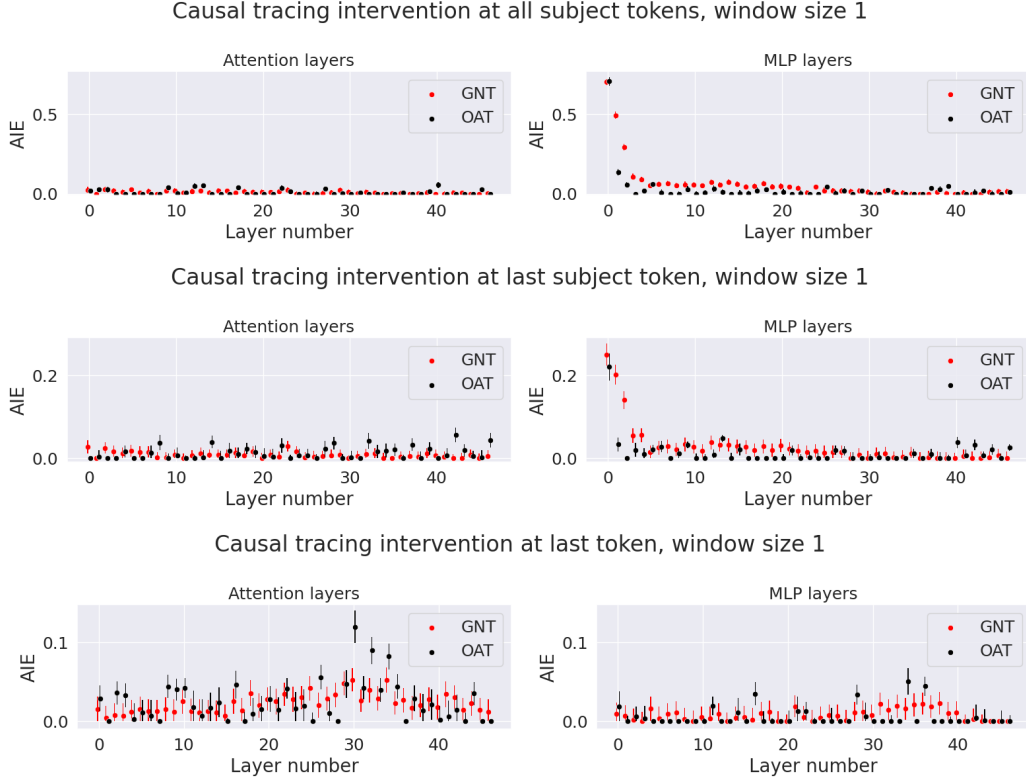 Causal tracing intervention at all subject tokens, window size 1
Attention layers
MLP layers
AIE
0.5
0.0
GNT
OAT
0 10 20 30 40
Layer number
AIE
0.5
0.0
GNT
OAT
0 10 20 30 40
Layer number
Causal tracing intervention at last subject token, window size 1
Attention layers
MLP layers
AIE
0.2
0.0
GNT
OAT
0 10 20 30 40
Layer number
AIE
0.2
0.0
GNT
OAT
0 10 20 30 40
Layer number
Causal tracing intervention at last token, window size 1
Attention layers
MLP layers
AIE
0.1
0.0
GNT
OAT
0 10 20 30 40
Layer number
AIE
0.1
0.0
GNT
OAT
0 10 20 30 40
Layer number